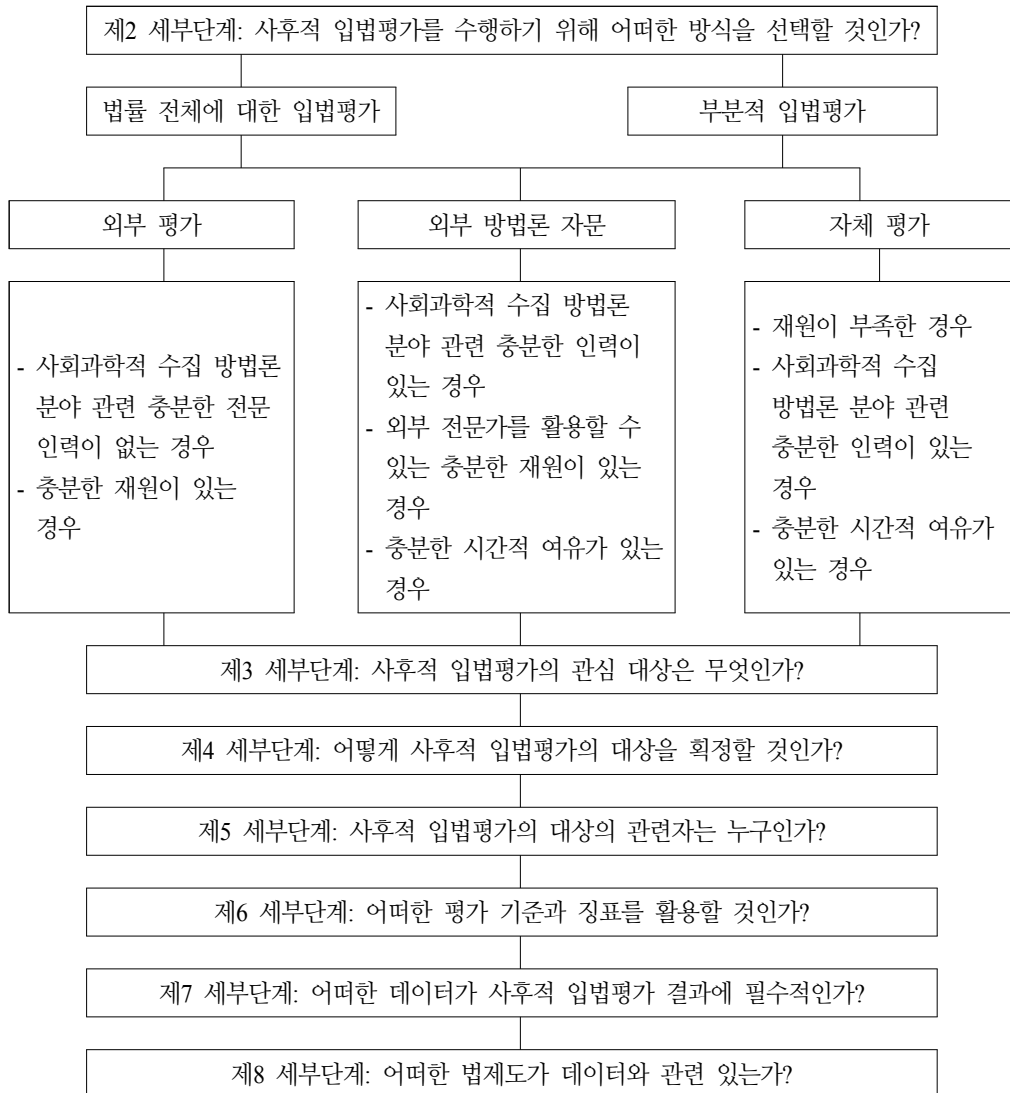 제2 세부단계: 사후적 입법평가를 수행하기 위해 어떠한 방식을 선택할 것인가?
법률 전체에 대한 입법평가
부분적 입법평가
외부 평가
외부 방법론 자문
자체 평가
- 사회과학적 수집 방법론
분야 관련 충분한 전문
인력이 없는 경우
- 충분한 재원이 있는
경우
- 사회과학적 수집 방법론
분야 관련 충분한 인력이
있는 경우
- 외부 전문가를 활용할 수
있는 충분한 재원이 있는
경우
- 충분한 시간적 여유가 있는
경우
- 재원이 부족한 경우
- 사회과학적 수집
방법론 분야 관련
충분한 인력이 있는
경우
- 충분한 시간적 여유가
있는 경우
제3 세부단계: 사후적 입법평가의 관심 대상은 무엇인가?
제4 세부단계: 어떻게 사후적 입법평가의 대상을 획정할 것인가?
제5 세부단계: 사후적 입법평가의 대상의 관련자는 누구인가?
제6 세부단계: 어떠한 평가 기준과 징표를 활용할 것인가?
제7 세부단계: 어떠한 데이터가 사후적 입법평가 결과에 필수적인가?
제8 세부단계: 어떠한 법제도가 데이터와 관련 있는가?